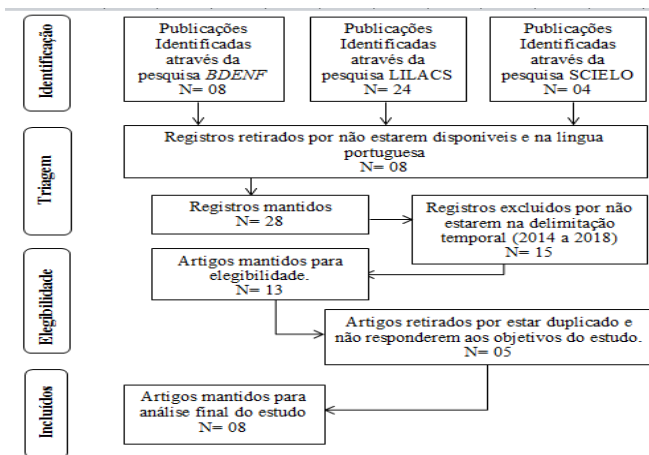 Identificação
Publicações
Identificadas
através da
pesquisa BDENF
N= 08
Publicações
Identificadas
através da
pesquisa LILACS
N= 24
Publicações
Identificadas
através da
pesquisa SCIELO
N= 04
Triagem
Registros retirados por não estarem disponíveis e na língua
portuguesa
N= 08
Registros mantidos
N= 28
Registros excluídos por não
estarem na delimitação
temporal (2014 a 2018)
N= 15
Elegibilidade
Artigos mantidos para
elegibilidade.
N= 13
Artigos retirados por estar duplicado e
não responderem aos objetivos do estudo.
N= 05
Incluídos
Artigos mantidos para
análise final do estudo
N= 08